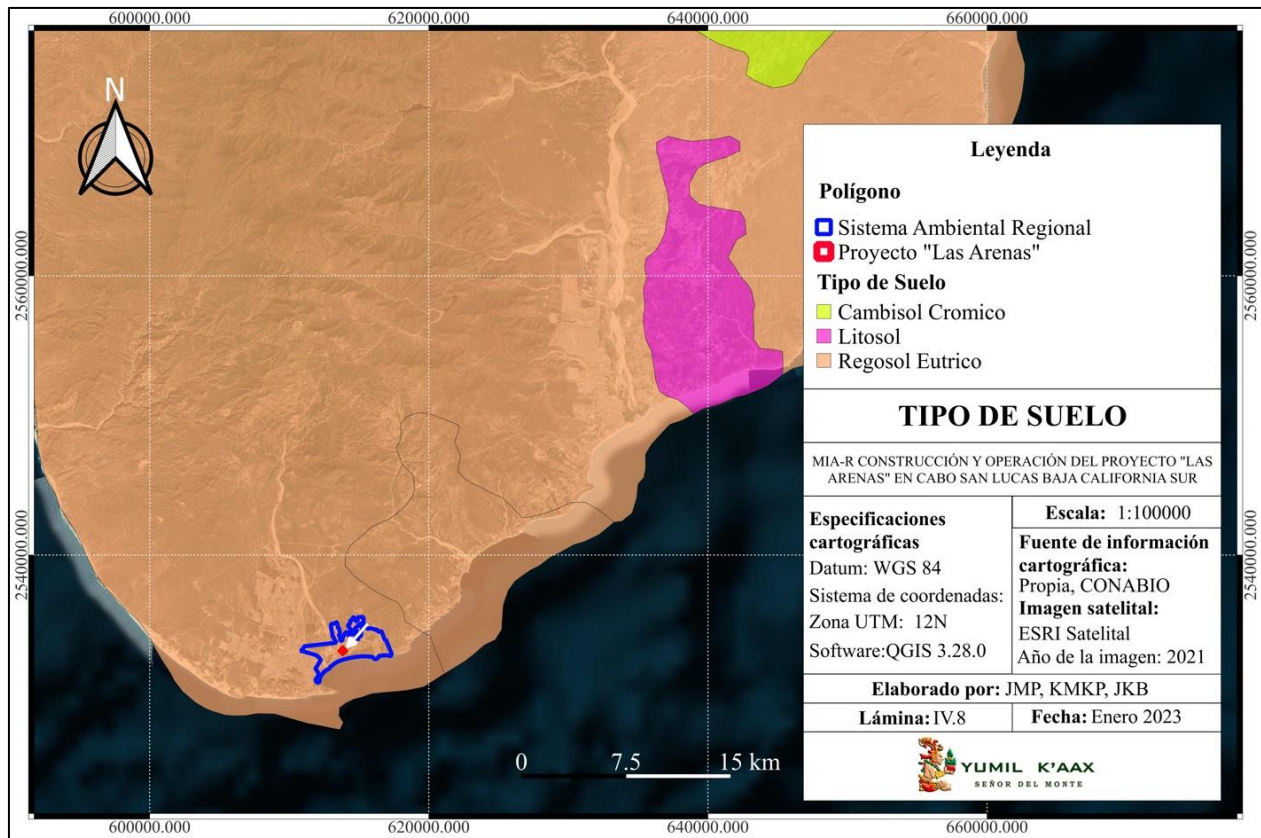 600000.000 620000.000 640000.000 660000.000
N
2560000.000
2540000.000
Leyenda
Polígono
Sistema Ambiental Regional
Proyecto "Las Arenas"
Tipo de Suelo
Cambisol Cromico
Litosol
Regosol Eutrico
TIPO DE SUELO
MIA-R CONSTRUCCIÓN Y OPERACIÓN DEL PROYECTO "LAS
ARENAS" EN CABO SAN LUCAS BAJA CALIFORNIA SUR
Especificaciones
cartográficas
Datum: WGS 84
Sistema de coordenadas:
Zona UTM: 12N
Software:QGIS 3.28.0
Escala: 1:100000
Fuente de información
cartográfica:
Propia, CONABIO
Imagen satelital:
ESRI Satelital
Año de la imagen: 2021
Elaborado por: JMP, KMKP, JKB
Lámina: IV.8
Fecha: Enero 2023
YUMIL K'AAX
SEÑOR DEL MONTE
0 7.5 15 km
2560000.000
2540000.000
600000.000 620000.000 640000.000 660000.000